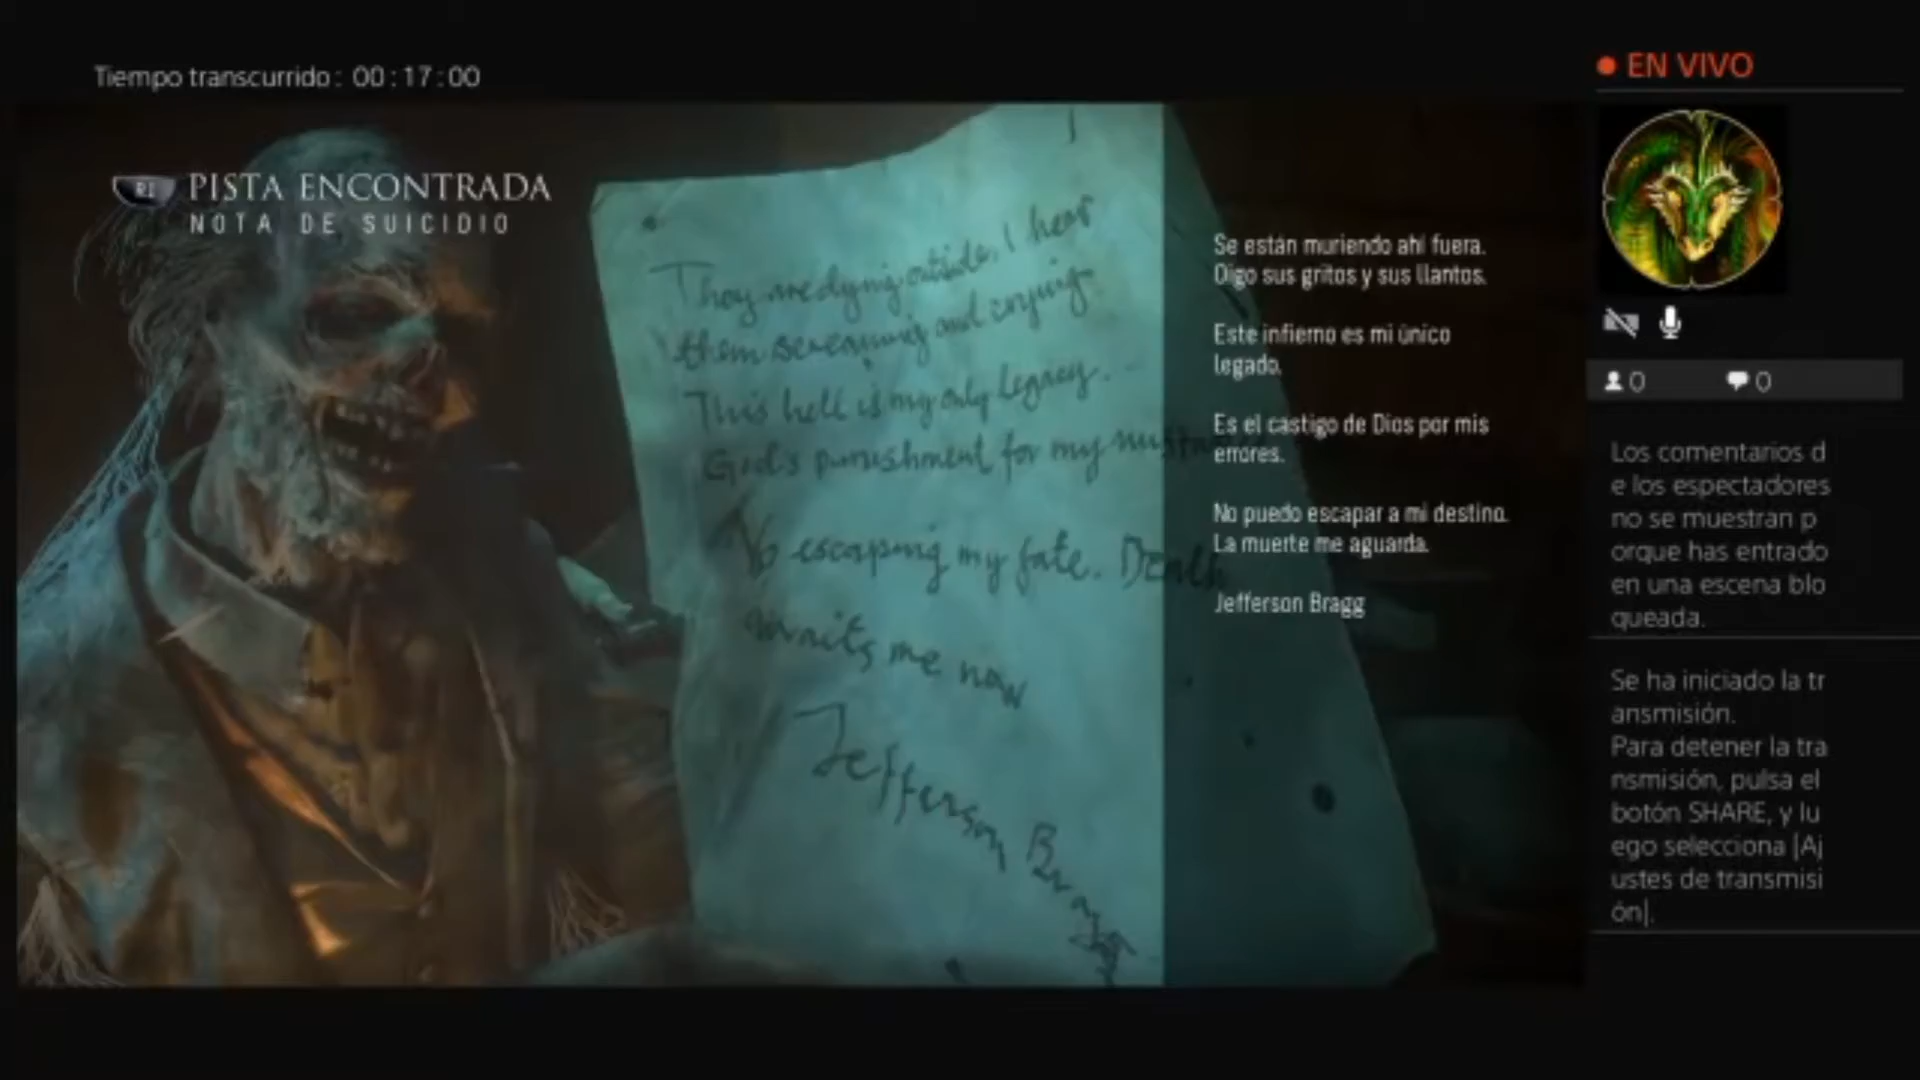 Tiempo transcurrido: 00:17:00
R1 PISTA ENCONTRADA
NOTA DE SUICIDIO
They are dying outside. I hear
them screaming and crying
This hell is my only legacy.
God's punishment for my
No escaping my fate. Death
waits me now
Jefferson Bragg
Se están muriendo ahí fuera.
Oigo sus gritos y sus llantos.
Este infierno es mi único
legado.
Es el castigo de Dios por mis
errores.
No puedo escapar a mi destino.
La muerte me aguarda.
Jefferson Bragg
EN VIVO
0 0
Los comentarios d
e los espectadores
no se muestran p
orque has entrado
en una escena blo
queada.
Se ha iniciado la tr
ansmisión.
Para detener la tra
nsmisión, pulsa el
botón SHARE, y lu
ego selecciona [Aj
ustes de transmisi
ón].